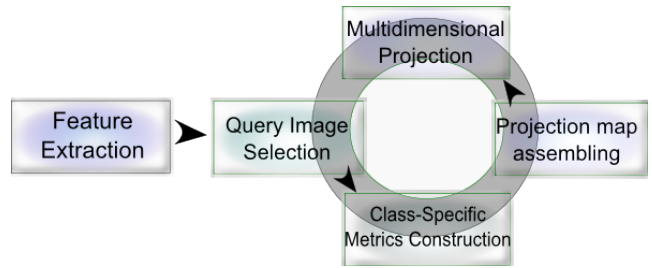 Multidimensional
Projection
Feature
Extraction
Query Image
Selection
Projection map
assembling
Class-Specific
Metrics Construction